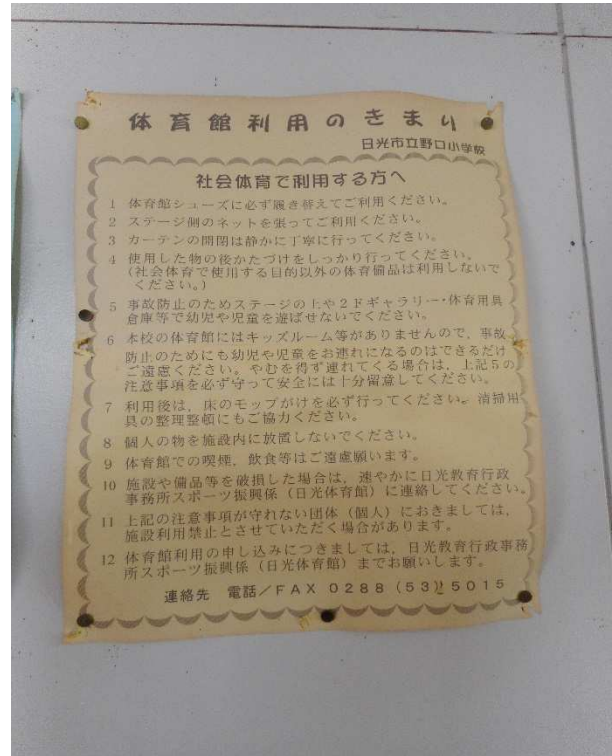 体育館利用のきまり
日光市立野口小学校
社会体育で利用する方へ
1 体育館シューズに必ず履き替えてご利用ください。
2 ステージ側のネットを張ってご利用ください。
3 カーテンの開閉は静かに丁寧に行ってください。
4 使用した物の後かたづけをしっかり行ってください。
(社会体育で使用する目的以外の体育備品は利用しないで
ください。)
5 事故防止のためステージの上や2Fギャラリー・体育用具
倉庫等で幼児や児童を遊ばせないでください。
6 本校の体育館にはキッズルーム等がありませんので、事故
防止のためにも幼児や児童をお連れになるのはできるだけ
ご遠慮ください。やむを得ず連れてくる場合は、上記5の
注意事項を必ず守って安全には十分留意してください。
7 利用後は、床のモップがけを必ず行ってください。清掃用
具の整理整頓にもご協力ください。
8 個人の物を施設内に放置しないでください。
9 体育館での喫煙、飲食等はご遠慮願います。
10 施設や備品等を破損した場合は、速やかに日光教育行政
事務所スポーツ振興係(日光体育館)に連絡してください。
11 上記の注意事項が守れない団体(個人)におきましては、
施設利用禁止とさせていただく場合があります。
12 体育館利用の申し込みにつきましては、日光教育行政事務
所スポーツ振興係(日光体育館)までお願いします。
連絡先 電話/FAX 0288(53)5015